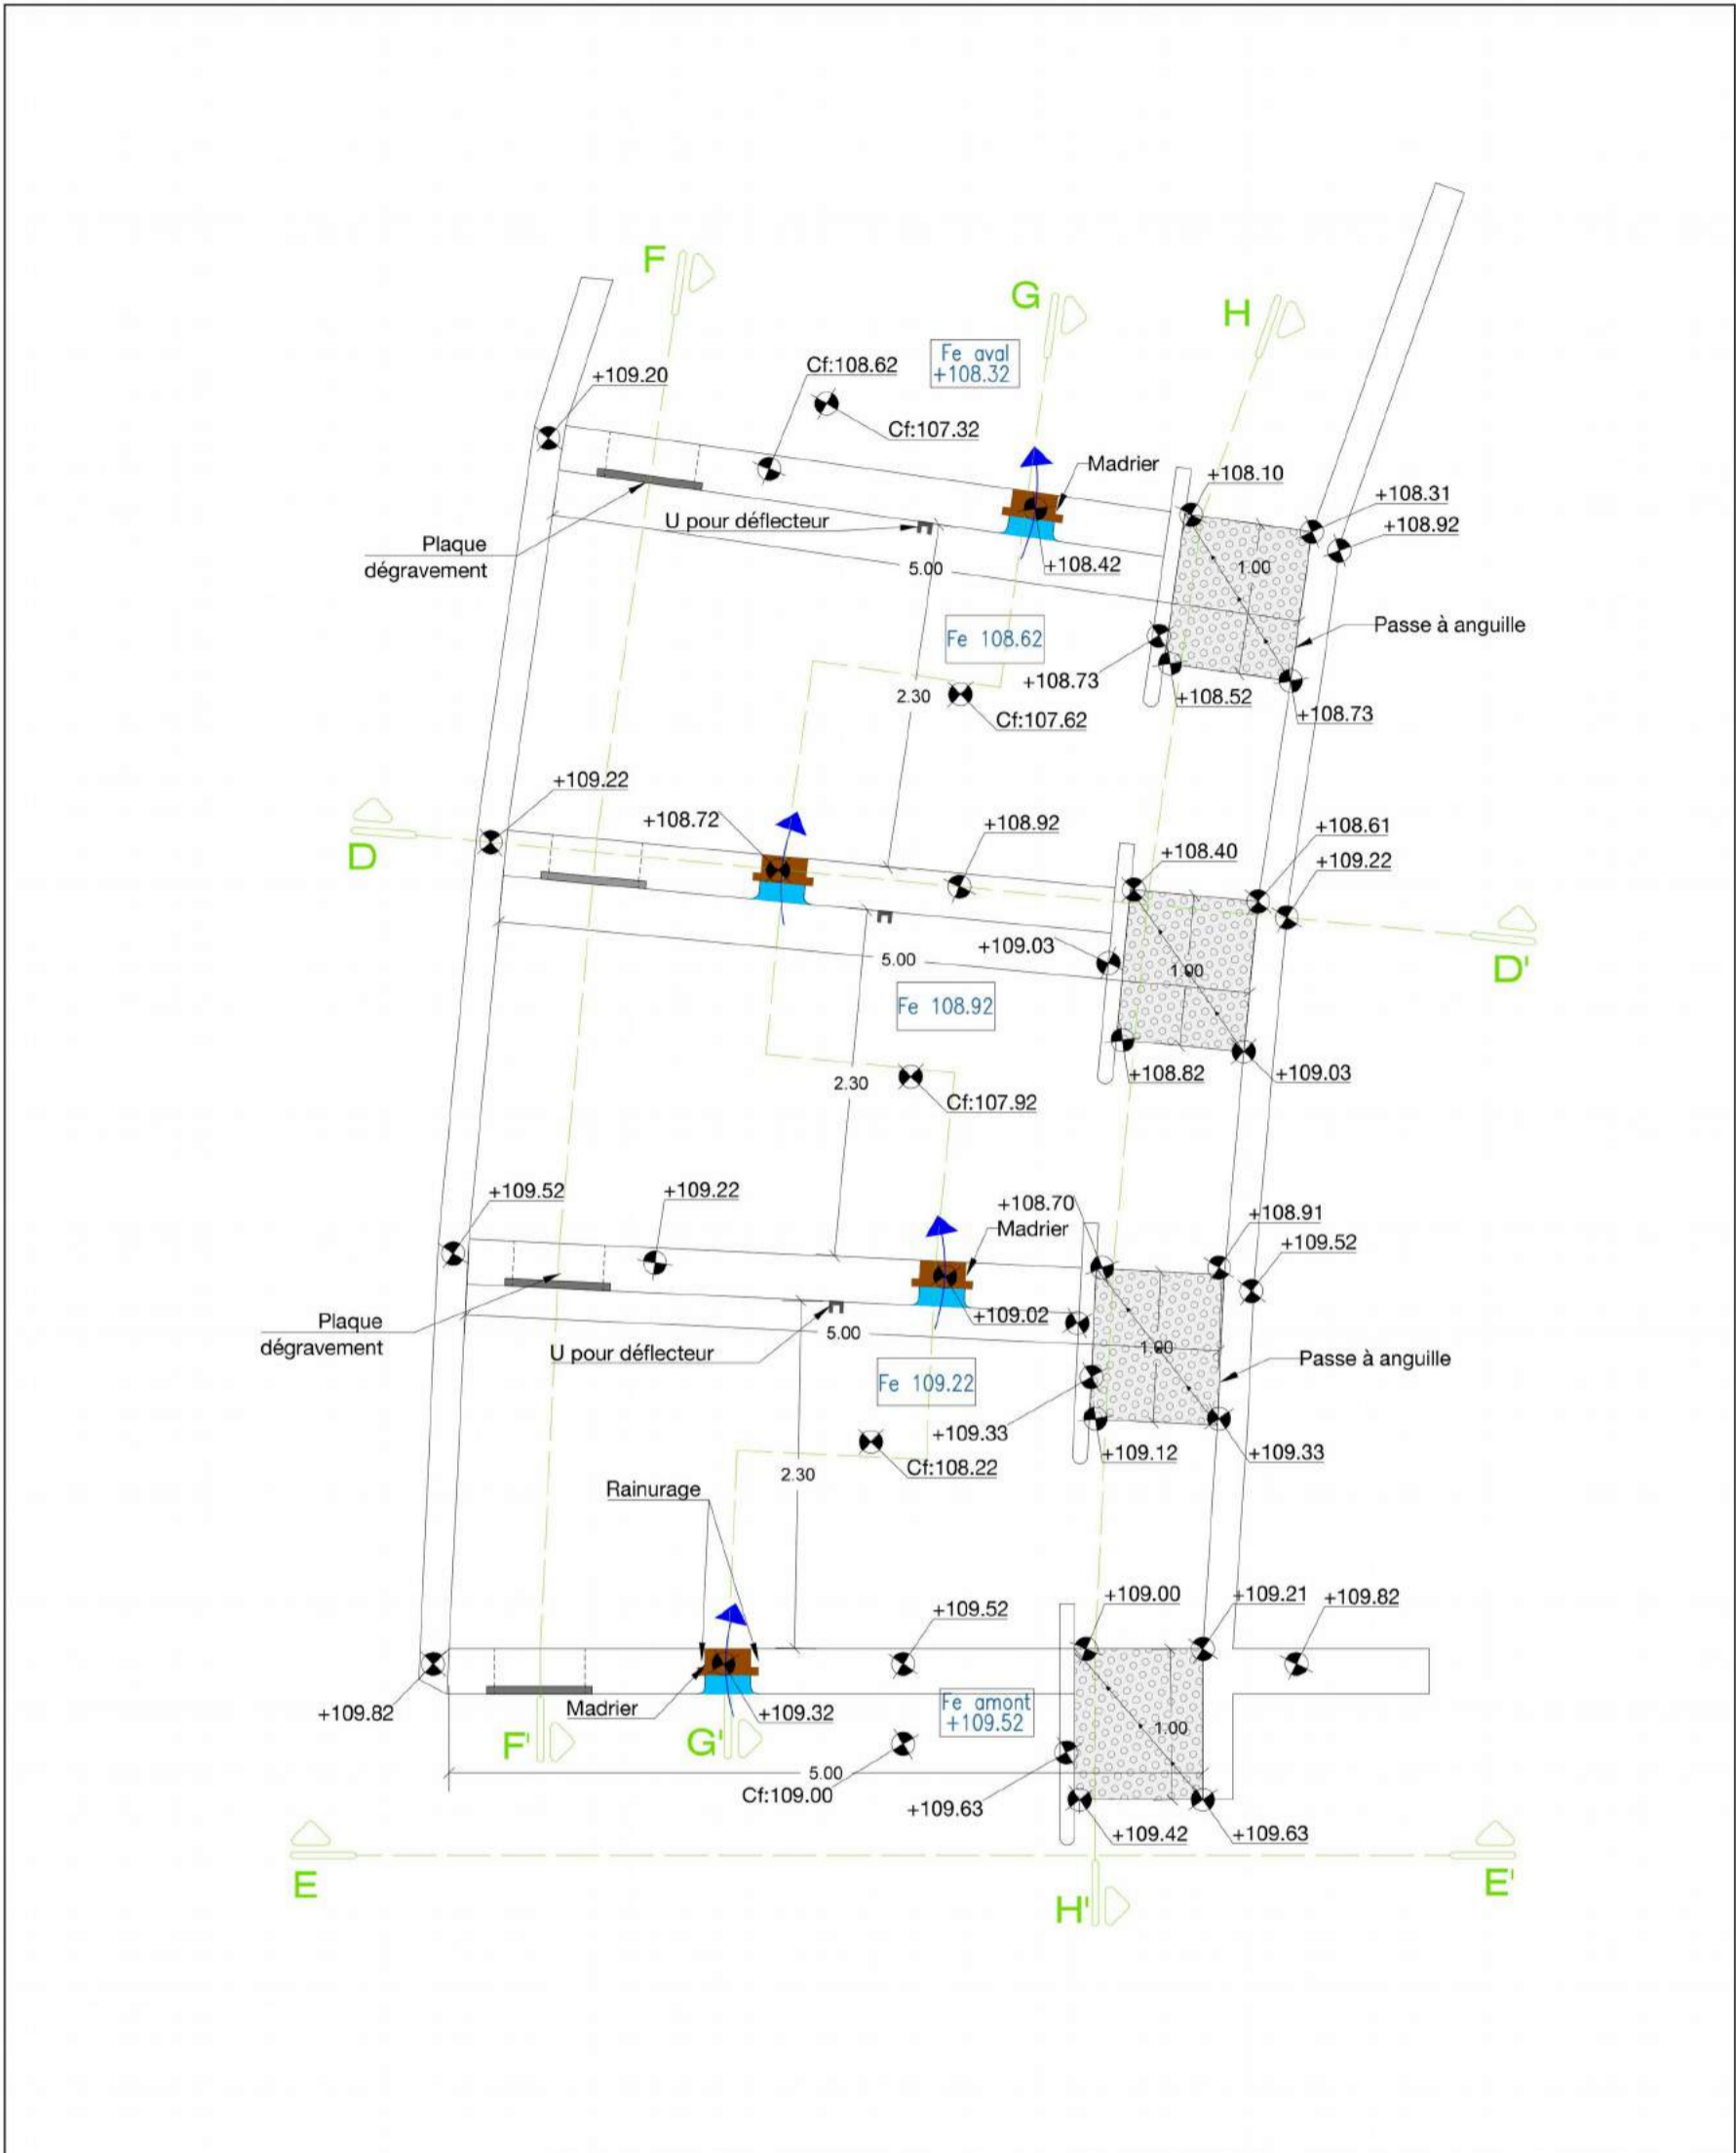 F
G
H
Fe aval
+108.32
Cf:108.62
+109.20
Cf:107.32
Madrier
+108.10
+108.31
+108.92
U pour déflecteur
Plaque
dégravement
5.00
+108.42
1.00
Passe à anguille
Fe 108.62
+108.73
2.30
+108.52
Cf:107.62
+108.73
+109.22
+108.72
+108.92
+108.61
D
+108.40
+109.22
+109.03
5.00
1.00
D'
Fe 108.92
+108.82
+109.03
2.30
Cf:107.92
+109.52
+109.22
+108.70
Madrier
+108.91
+109.52
Plaque
dégravement
+109.02
5.00
U pour déflecteur
1.00
Passe à anguille
Fe 109.22
+109.33
+109.12
+109.33
Cf:108.22
2.30
Rainurage
+109.52
+109.00
+109.21
+109.82
+109.82
Madrier
+109.32
Fe amont
+109.52
1.00
F'
G'
5.00
Cf:109.00
+109.63
+109.42
+109.63
E
E'
H'